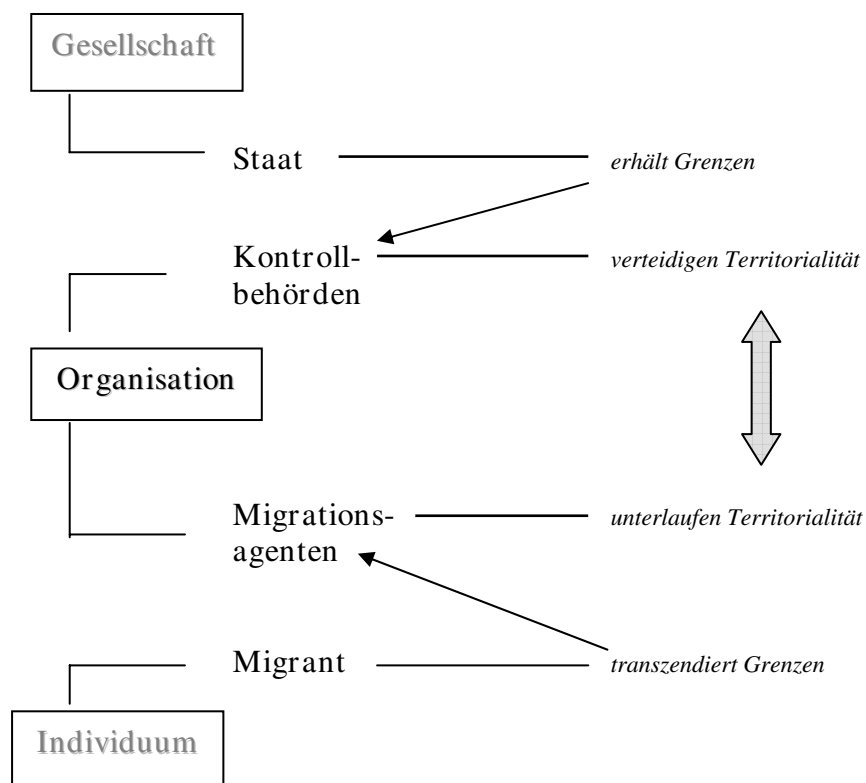 Gesellschaft
Staat
erhält Grenzen
Kontroll-
behörden
verteidigen Territorialität
Organisation
Migrations-
agenten
unterlaufen Territorialität
Migrant
transzendiert Grenzen
Individuum